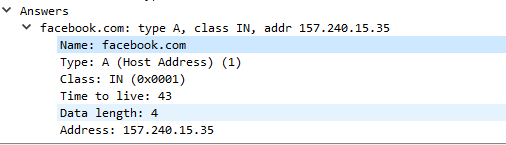 Answers
facebook.com: type A, class IN, addr 157.240.15.35
Name: facebook.com
Type: A (Host Address) (1)
Class: IN (0x0001)
Time to live: 43
Data length: 4
Address: 157.240.15.35